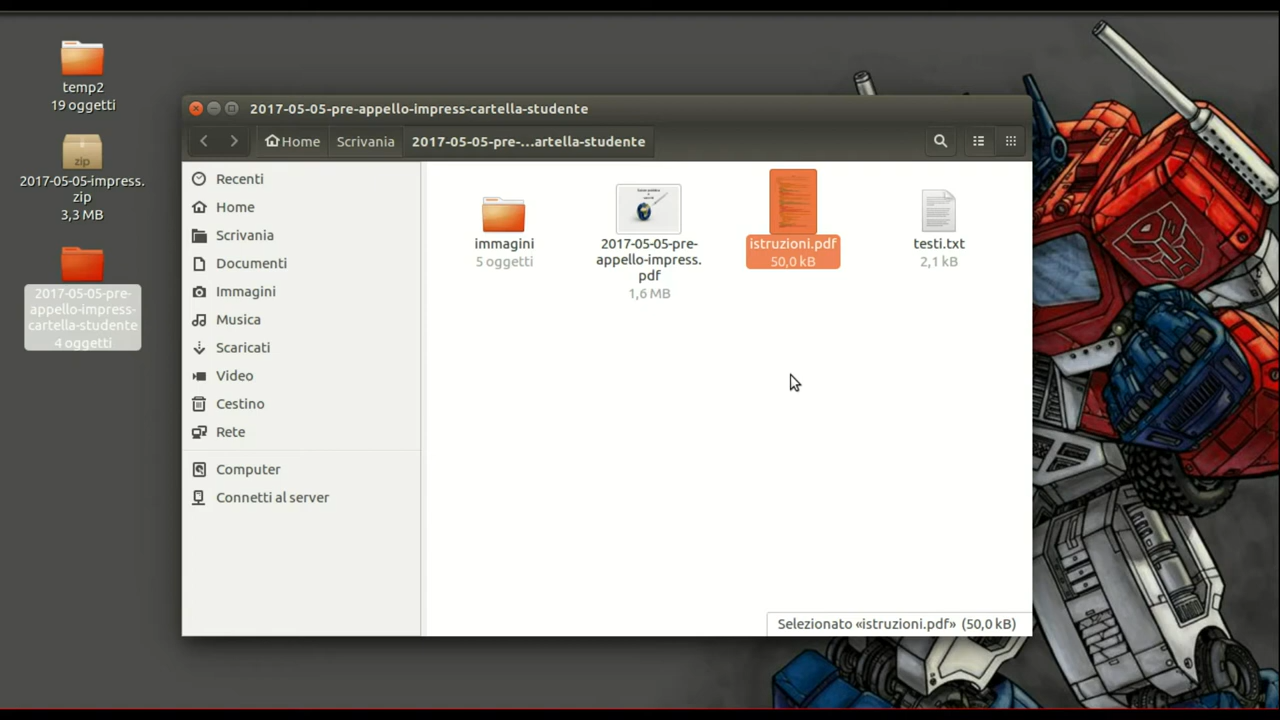 temp2
19 oggetti
zip
2017-05-05-impress.
zip
3,3 MB
2017-05-05-pre-
appello-impress-
cartella-studente
4 oggetti
2017-05-05-pre-appello-impress-cartella-studente
Home
Scrivania
2017-05-05-pre-...artella-studente
Recenti
Home
Scrivania
Documenti
Immagini
Musica
Scaricati
Video
Cestino
Rete
Computer
Connetti al server
immagini
5 oggetti
2017-05-05-pre-
appello-impress.
pdf
1,6 MB
istruzioni.pdf
50,0 kB
testi.txt
2,1 kB
Selezionato «istruzioni.pdf» (50,0 kB)